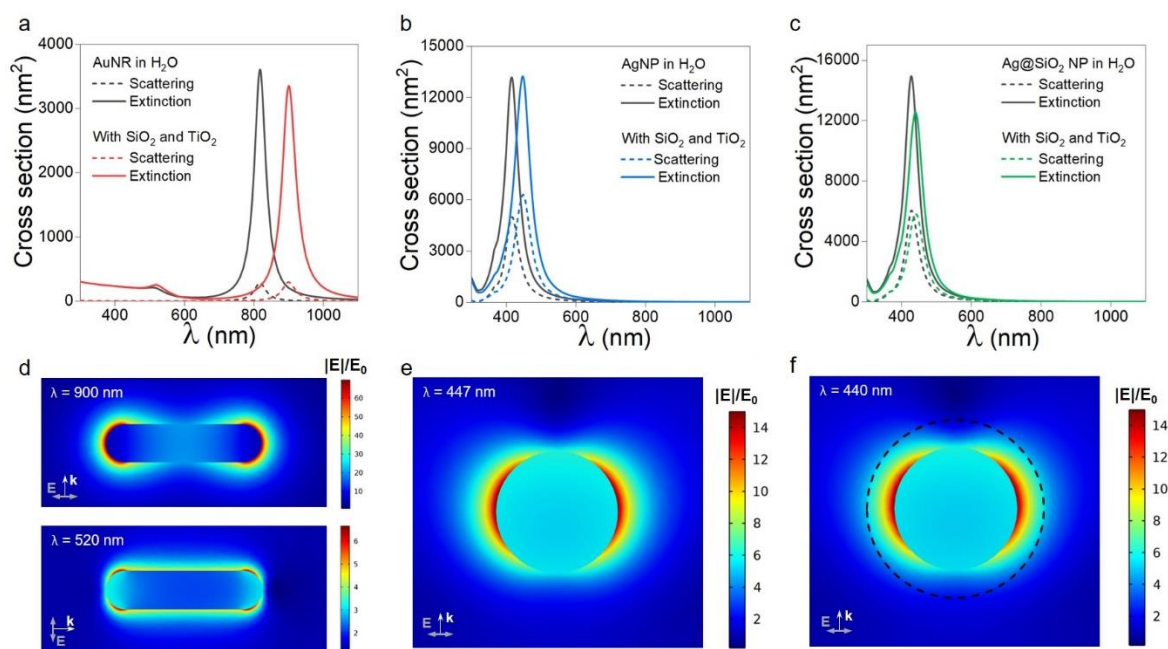 a
4000
3000
2000
1000
0
Cross section (nm²)
AuNR in H₂O
Scattering
Extinction
With SiO₂ and TiO₂
Scattering
Extinction
400 600 800 1000
λ (nm)
b
15000
12000
9000
6000
3000
0
Cross section (nm²)
AgNP in H₂O
Scattering
Extinction
With SiO₂ and TiO₂
Scattering
Extinction
400 600 800 1000
λ (nm)
c
16000
12000
8000
4000
0
Cross section (nm²)
Ag@SiO₂ NP in H₂O
Scattering
Extinction
With SiO₂ and TiO₂
Scattering
Extinction
400 600 800 1000
λ (nm)
d
λ = 900 nm
E k
|E|/E₀
60
50
40
30
20
10
λ = 520 nm
k
E
6
5
4
3
2
e
λ = 447 nm
E k
|E|/E₀
14
12
10
8
6
4
2
f
λ = 440 nm
E k
|E|/E₀
14
12
10
8
6
4
2